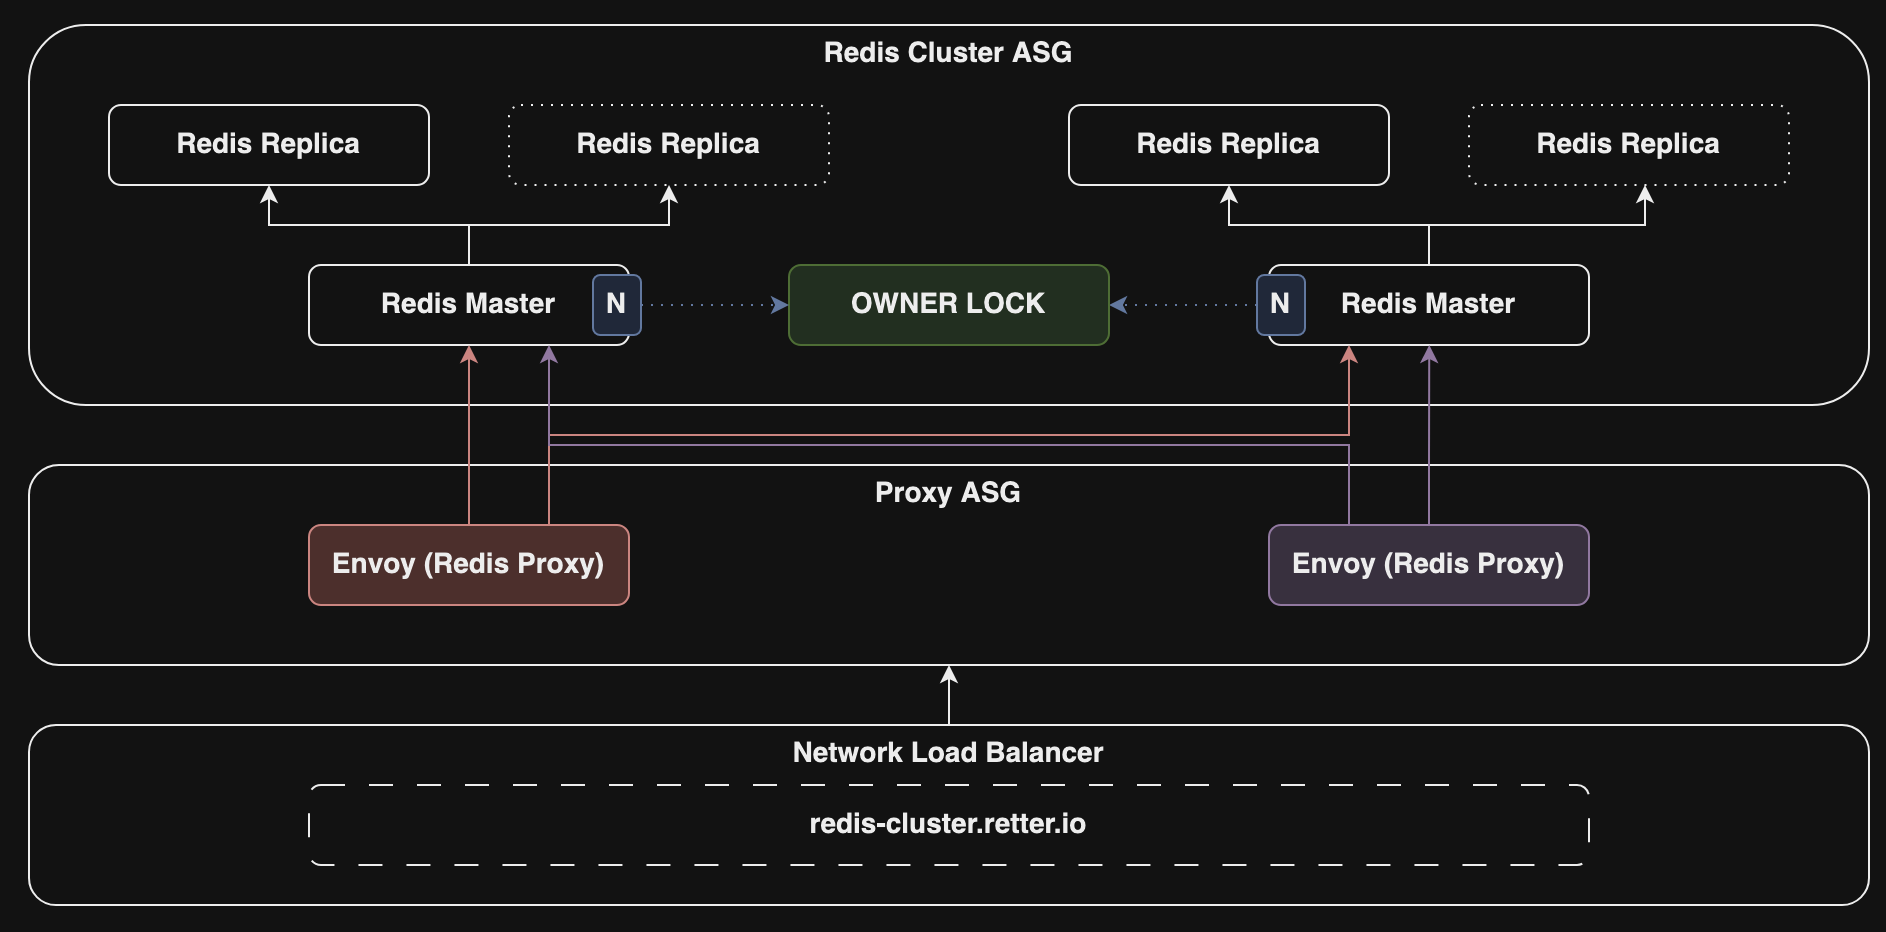 Redis Cluster ASG
Redis Replica
Redis Replica
Redis Replica
Redis Replica
Redis Master
N
OWNER LOCK
N
Redis Master
Proxy ASG
Envoy (Redis Proxy)
Envoy (Redis Proxy)
Network Load Balancer
redis-cluster.retter.io